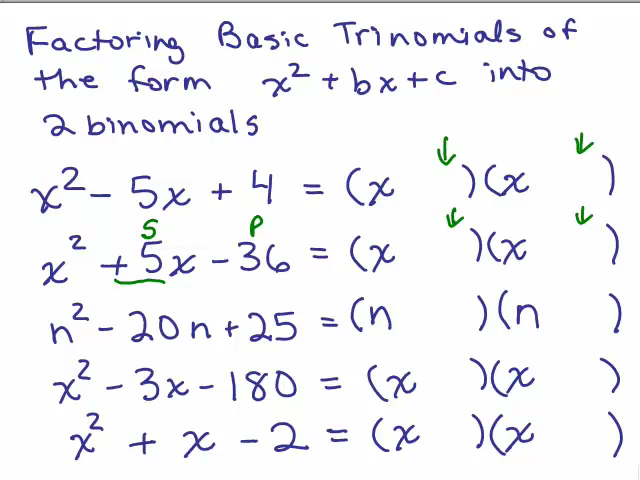 Factoring Basic Trinomials of
the form x² + bx + c into
2 binomials
x² - 5x + 4 = (x )(x )
S P
x² + 5x - 36 = (x )(x )
n² - 20n + 25 = (n )(n )
x² - 3x - 180 = (x )(x )
x² + x - 2 = (x )(x )